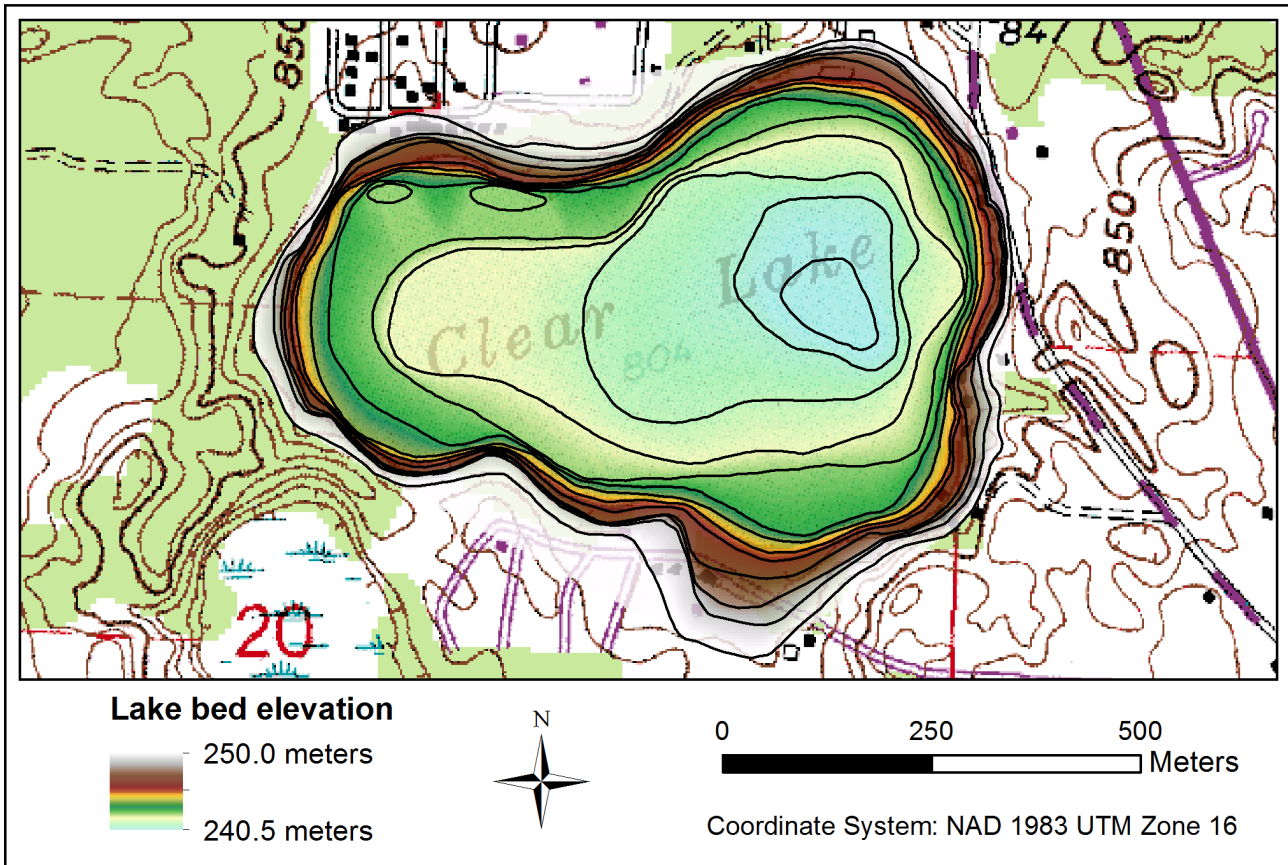 850
847
850
Clear Lake
804
20
Lake bed elevation
250.0 meters
240.5 meters
N
0 250 500
Meters
Coordinate System: NAD 1983 UTM Zone 16